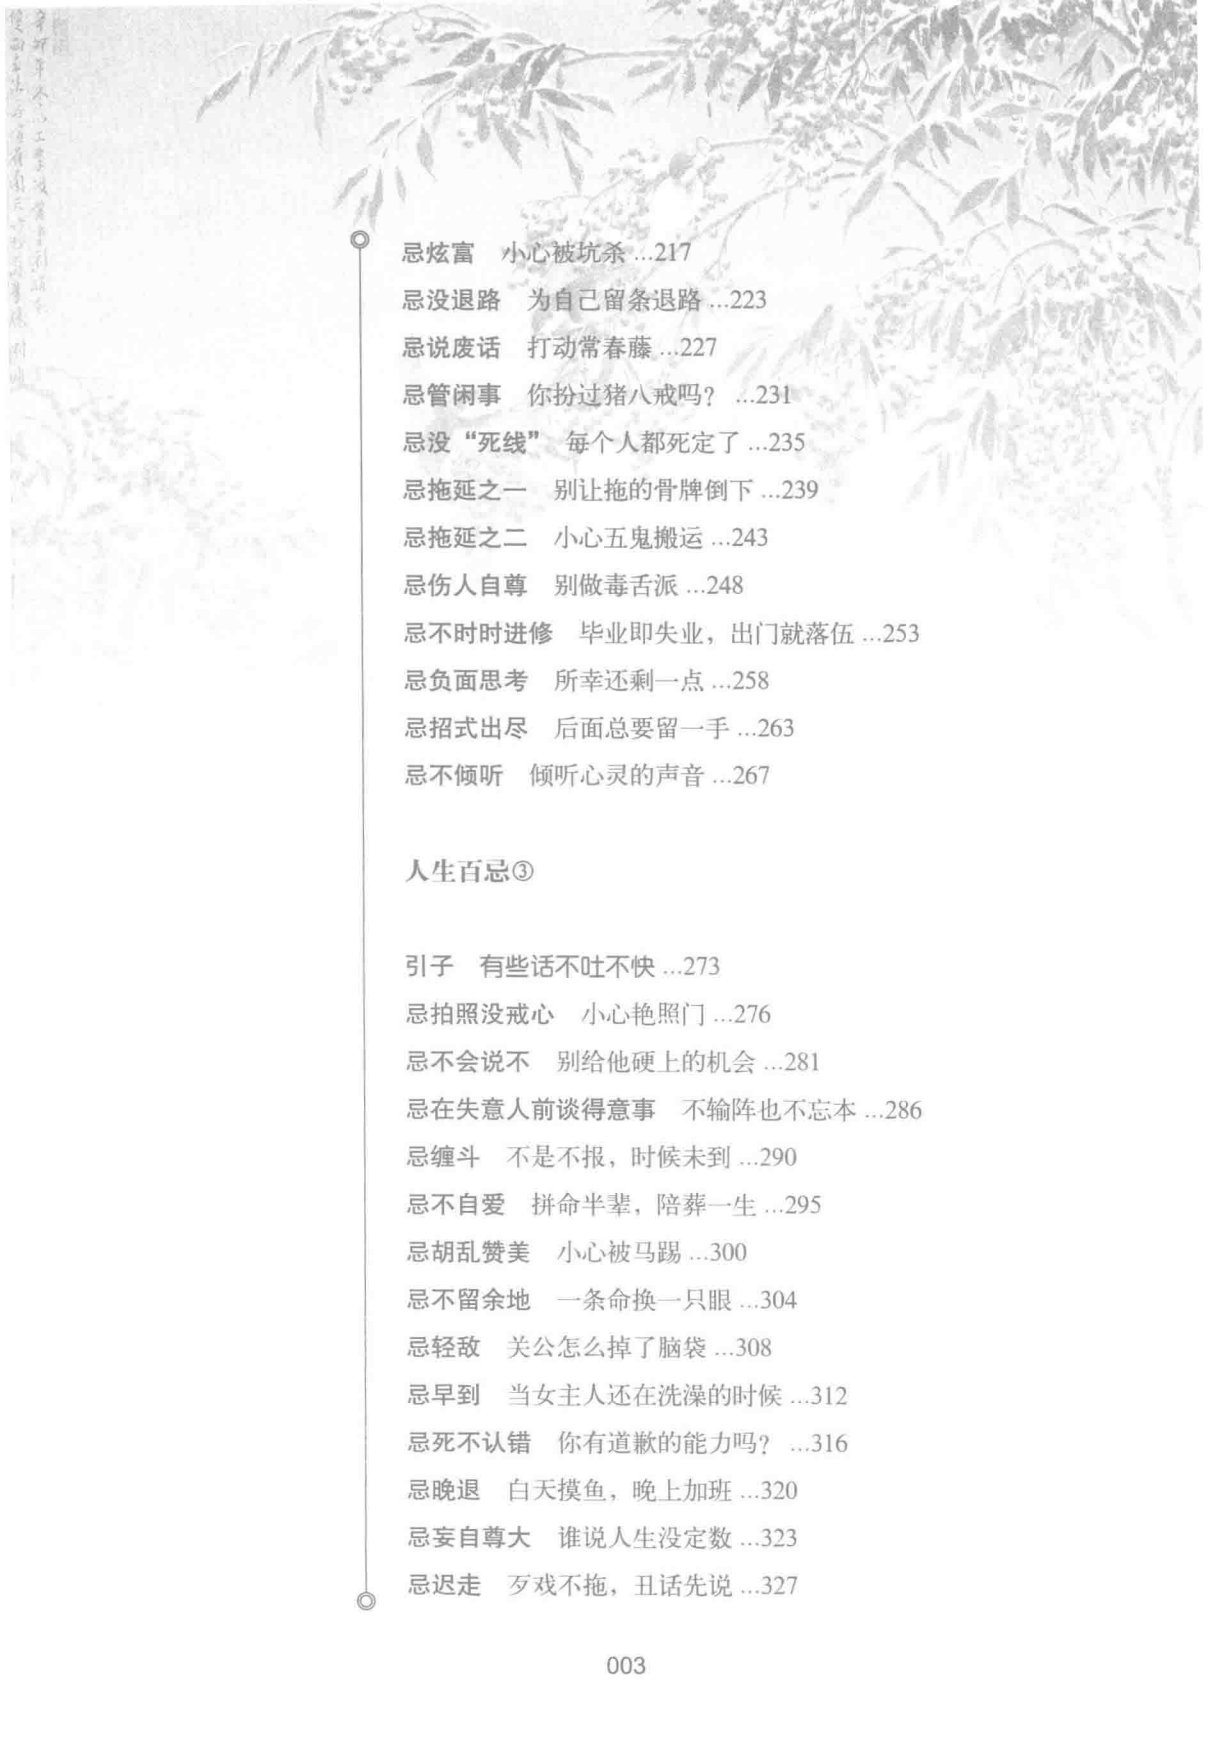 忌炫富　小心被坑杀 ...217
忌没退路　为自己留条退路 ...223
忌说废话　打动常春藤 ...227
忌管闲事　你扮过猪八戒吗？ ...231
忌没“死线”　每个人都死定了 ...235
忌拖延之一　别让拖的骨牌倒下 ...239
忌拖延之二　小心五鬼搬运 ...243
忌伤人自尊　别做毒舌派 ...248
忌不时时进修　毕业即失业，出门就落伍 ...253
忌负面思考　所幸还剩一点 ...258
忌招式出尽　后面总要留一手 ...263
忌不倾听　倾听心灵的声音 ...267
人生百忌③
引子　有些话不吐不快 ...273
忌拍照没戒心　小心艳照门 ...276
忌不会说不　别给他硬上的机会 ...281
忌在失意人前谈得意事　不输阵也不忘本 ...286
忌缠斗　不是不报，时候未到 ...290
忌不自爱　拼命半辈，陪葬一生 ...295
忌胡乱赞美　小心被马踢 ...300
忌不留余地　一条命换一只眼 ...304
忌轻敌　关公怎么掉了脑袋 ...308
忌早到　当女主人还在洗澡的时候 ...312
忌死不认错　你有道歉的能力吗？ ...316
忌晚退　白天摸鱼，晚上加班 ...320
忌妄自尊大　谁说人生没定数 ...323
忌迟走　歹戏不拖，丑话先说 ...327
003